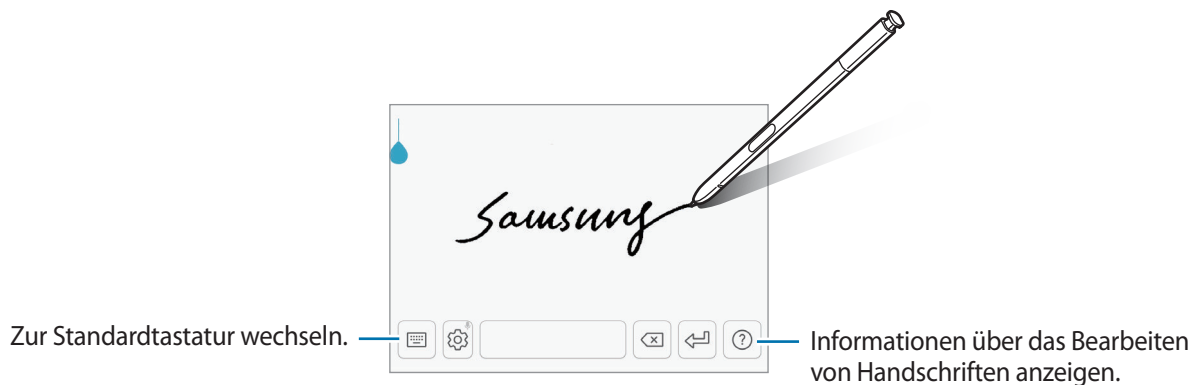 Samsung
Zur Standardtastatur wechseln.
Informationen über das Bearbeiten
von Handschriften anzeigen.